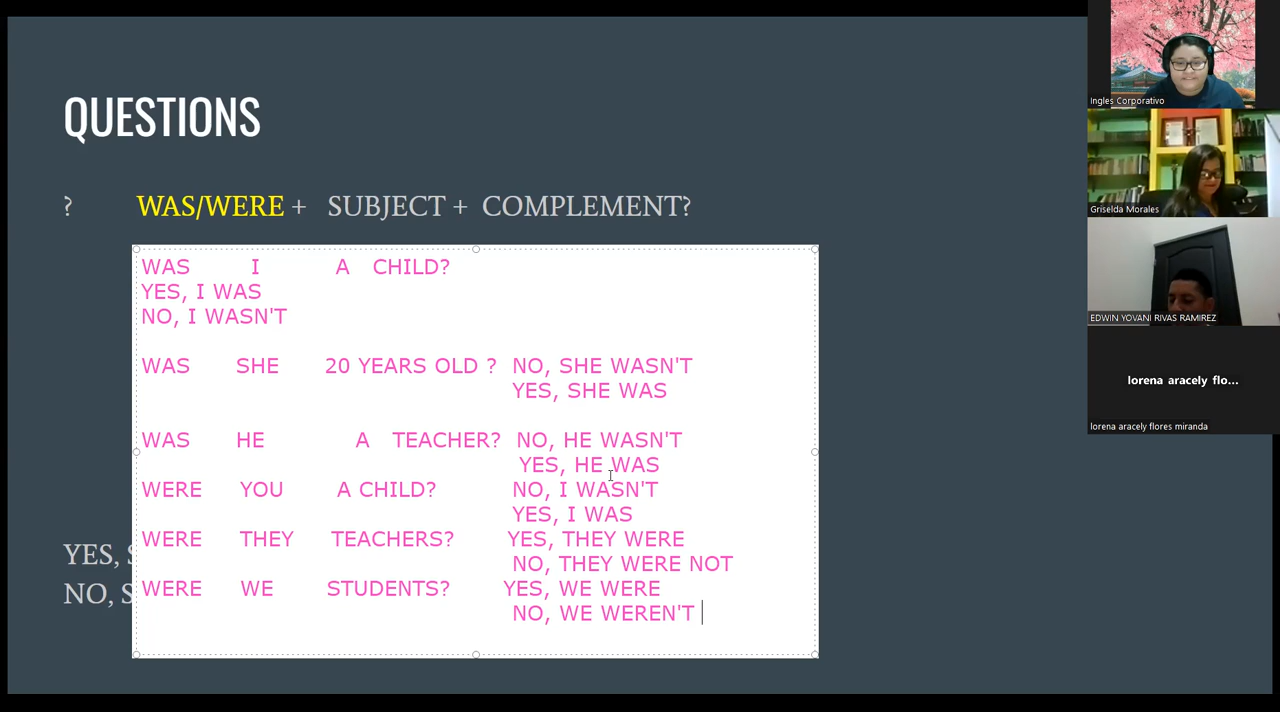 QUESTIONS
? WAS/WERE + SUBJECT + COMPLEMENT?
WAS I A CHILD?
YES, I WAS
NO, I WASN'T
WAS SHE 20 YEARS OLD ? NO, SHE WASN'T
YES, SHE WAS
WAS HE A TEACHER? NO, HE WASN'T
YES, HE WAS
WERE YOU A CHILD? NO, I WASN'T
YES, I WAS
WERE THEY TEACHERS? YES, THEY WERE
NO, THEY WERE NOT
WERE WE STUDENTS? YES, WE WERE
NO, WE WEREN'T
YES, S
NO, S
Ingles Corporativo
Griselda Morales
EDWIN YOVANI RIVAS RAMIREZ
lorena aracely flo...
lorena aracely flores miranda